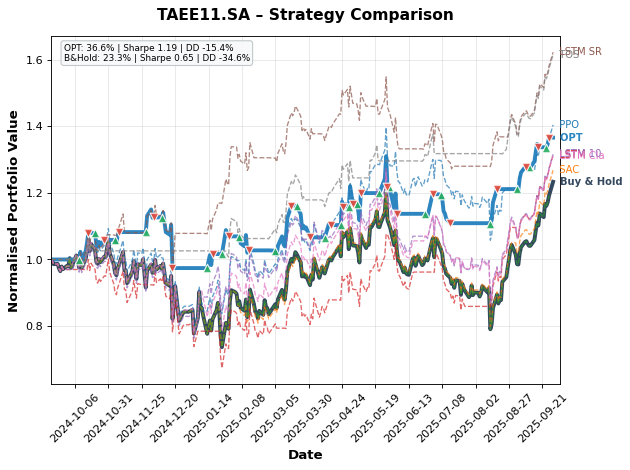 TAEE11.SA – Strategy Comparison
OPT: 36.6% | Sharpe 1.19 | DD -15.4%
B&Hold: 23.3% | Sharpe 0.65 | DD -34.6%
Normalised Portfolio Value
1.6
1.4
1.2
1.0
0.8
LSTM SR
PPO
OPT
SAC
Buy & Hold
2024-10-06
2024-10-31
2024-11-25
2024-12-20
2025-01-14
2025-02-08
2025-03-05
2025-03-30
2025-04-24
2025-05-19
2025-06-13
2025-07-08
2025-08-02
2025-08-27
2025-09-21
Date